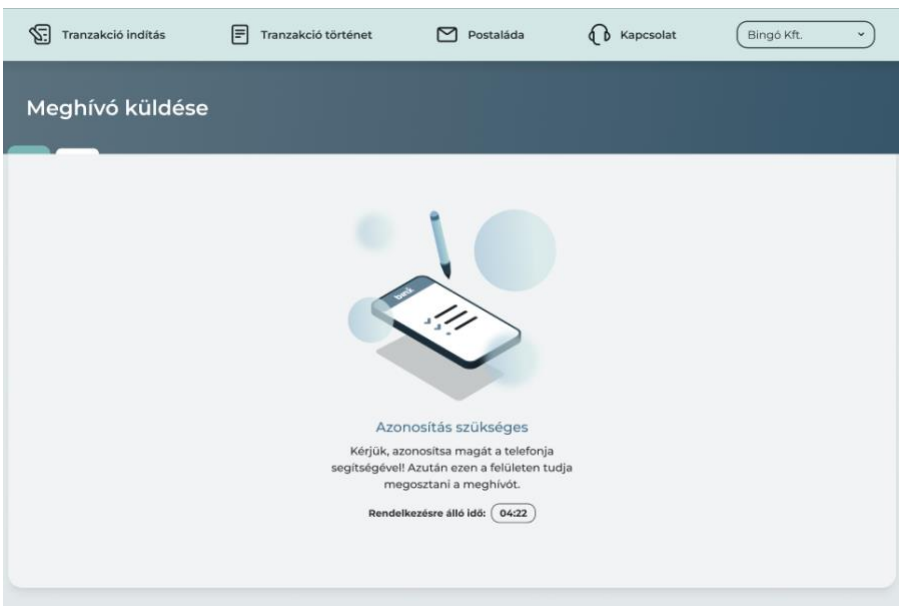 Tranzakció indítás
Tranzakció történet
Postaláda
Kapcsolat
Bingó Kft.
Meghívó küldése
bank
Azonosítás szükséges
Kérjük, azonosítsa magát a telefonja
segítségével! Azután ezen a felületen tudja
megosztani a meghívót.
Rendelkezésre álló idő: 04:22